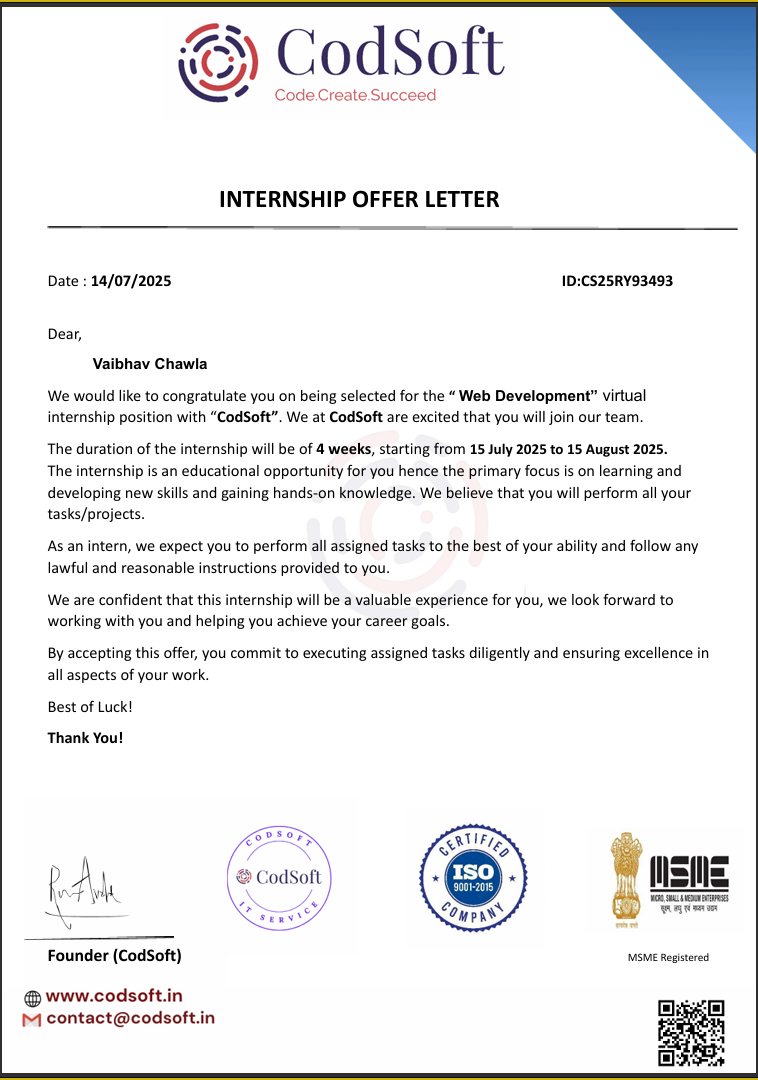 CodSoft
Code.Create.Succeed
INTERNSHIP OFFER LETTER
Date : 14/07/2025 ID:CS25RY93493
Dear,
Vaibhav Chawla
We would like to congratulate you on being selected for the “ Web Development” virtual
internship position with “CodSoft”. We at CodSoft are excited that you will join our team.
The duration of the internship will be of 4 weeks, starting from 15 July 2025 to 15 August 2025.
The internship is an educational opportunity for you hence the primary focus is on learning and
developing new skills and gaining hands-on knowledge. We believe that you will perform all your
tasks/projects.
As an intern, we expect you to perform all assigned tasks to the best of your ability and follow any
lawful and reasonable instructions provided to you.
We are confident that this internship will be a valuable experience for you, we look forward to
working with you and helping you achieve your career goals.
By accepting this offer, you commit to executing assigned tasks diligently and ensuring excellence in
all aspects of your work.
Best of Luck!
Thank You!
CODSOFT
CodSoft
IT SERVICE
CERTIFIED
ISO
9001-2015
COMPANY
MSME
MICRO, SMALL & MEDIUM ENTERPRISES
सूक्ष्म, लघु एवं मध्यम उद्यम
सत्यमेव जयते
Founder (CodSoft)
MSME Registered
www.codsoft.in
contact@codsoft.in